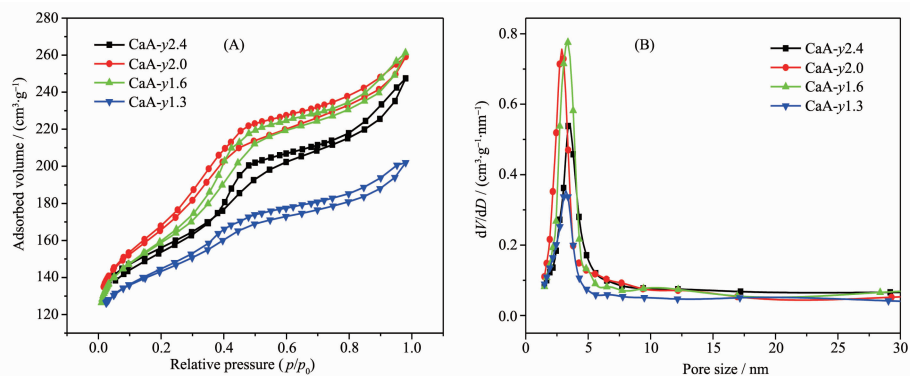 280
260
240
220
200
180
160
140
120
Adsorbed volume / (cm³·g⁻¹)
CaA-y2.4
CaA-y2.0
CaA-y1.6
CaA-y1.3
(A)
0.0 0.2 0.4 0.6 0.8 1.0
Relative pressure (p/p₀)
0.8
0.6
0.4
0.2
0.0
dV/dD / (cm³·g⁻¹·nm⁻¹)
(B)
CaA-y2.4
CaA-y2.0
CaA-y1.6
CaA-y1.3
0 5 10 15 20 25 30
Pore size / nm